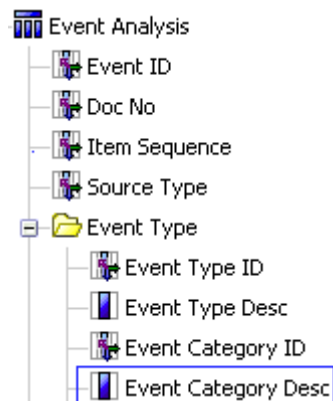 Event Analysis
Event ID
Doc No
Item Sequence
Source Type
Event Type
Event Type ID
Event Type Desc
Event Category ID
Event Category Desc